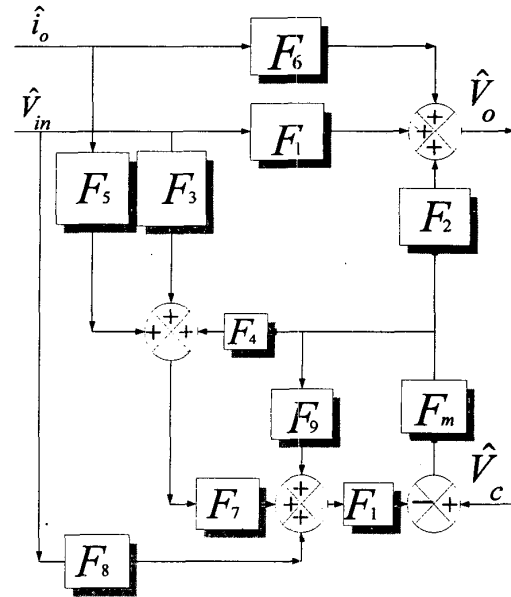 î_o
F_6
V̂_in
F_1
V̂_o
F_5
F_3
F_2
F_4
F_9
F_m
F_7
F_1
V̂_c
F_8